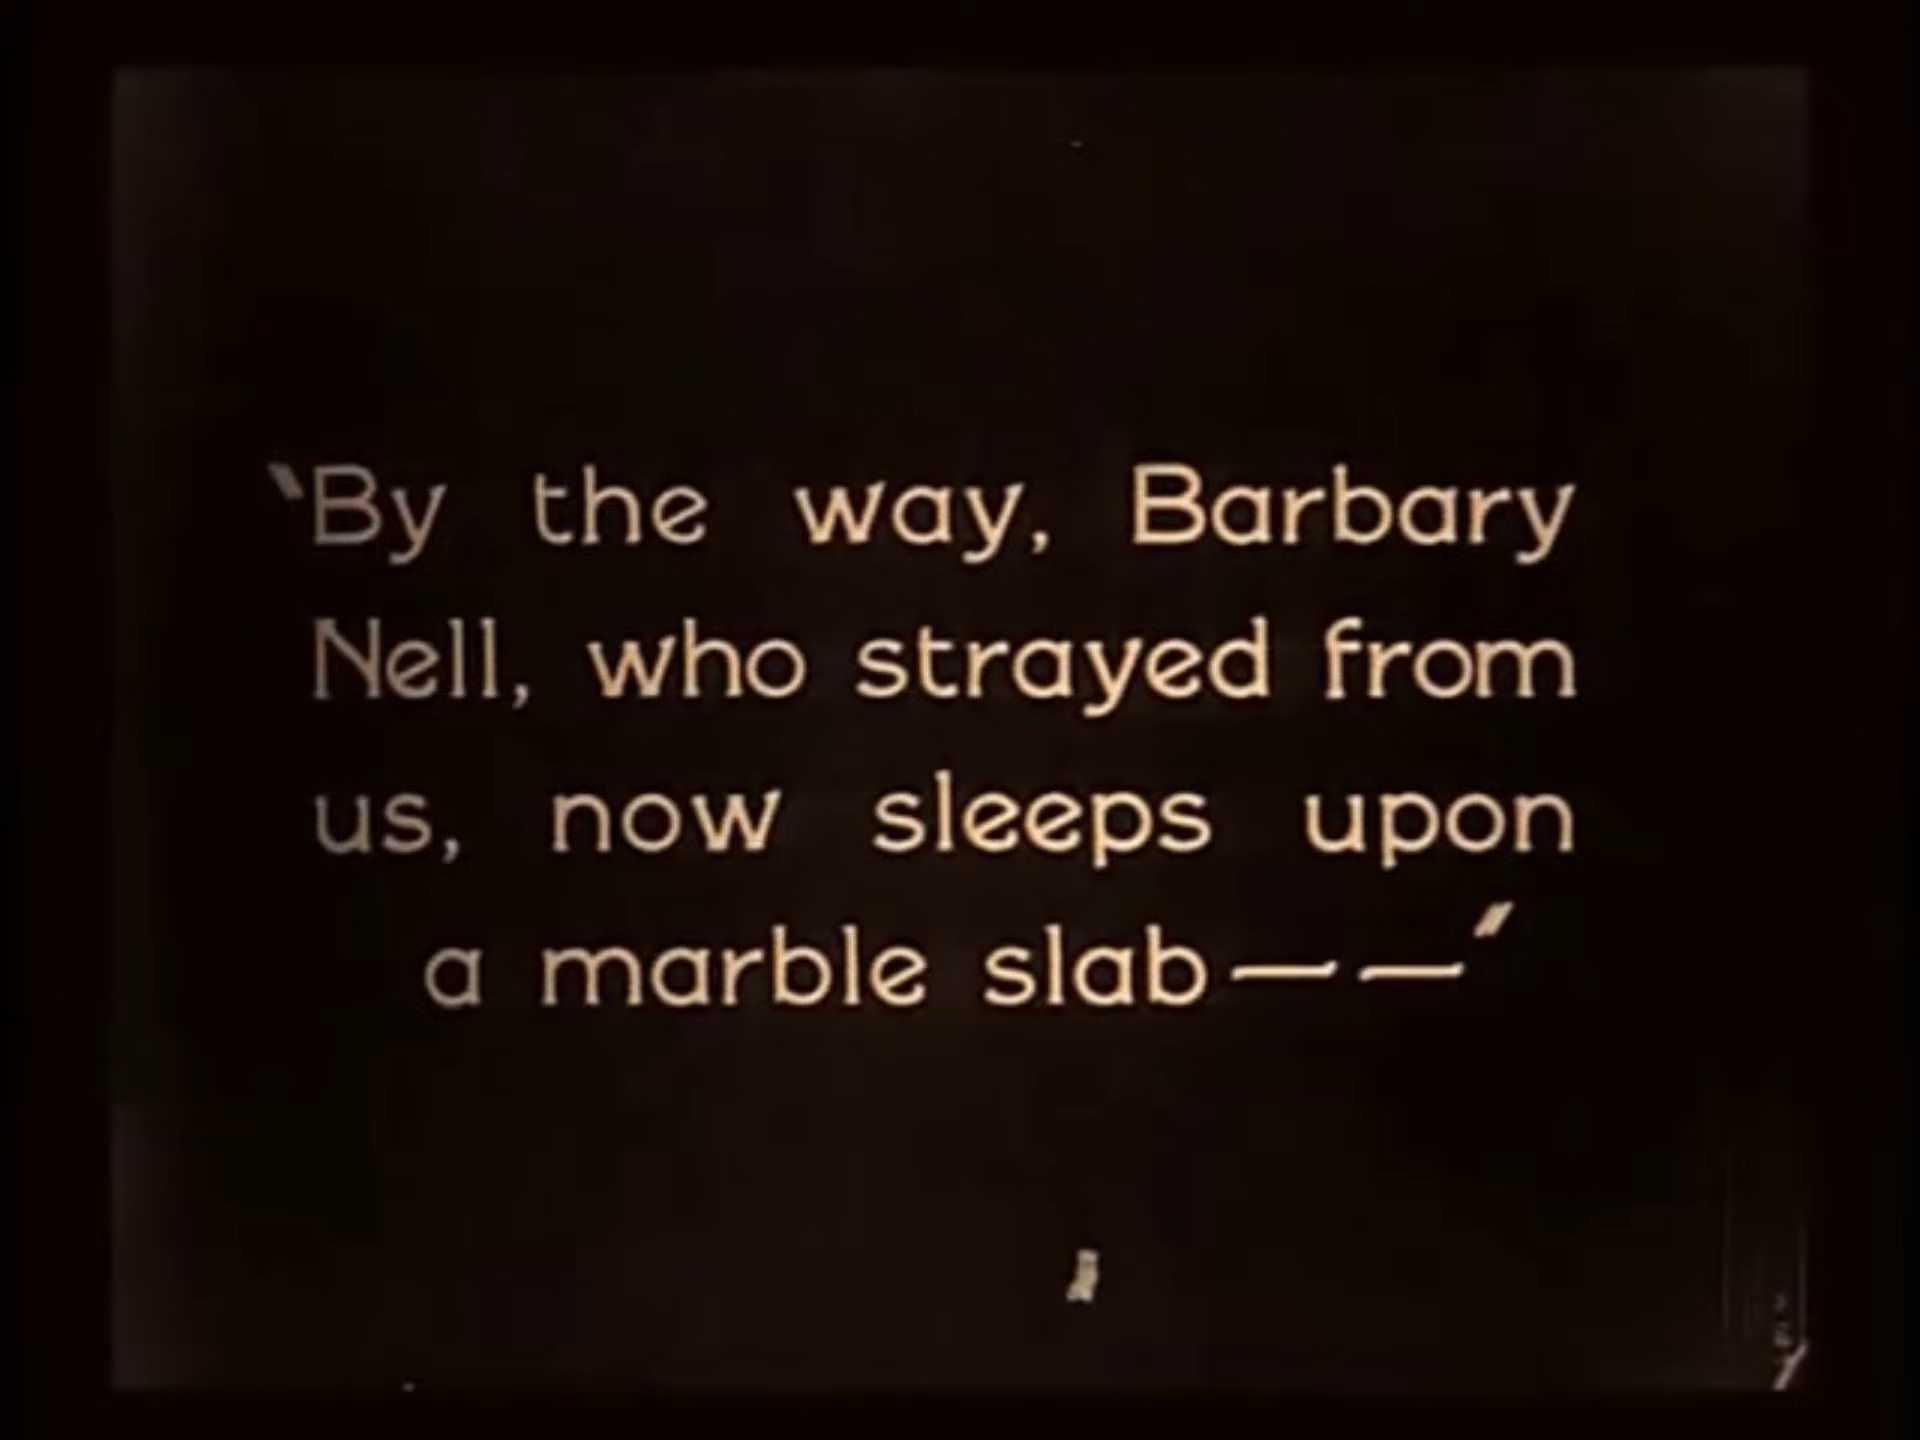 "By the way, Barbary
Nell, who strayed from
us, now sleeps upon
a marble slab——"